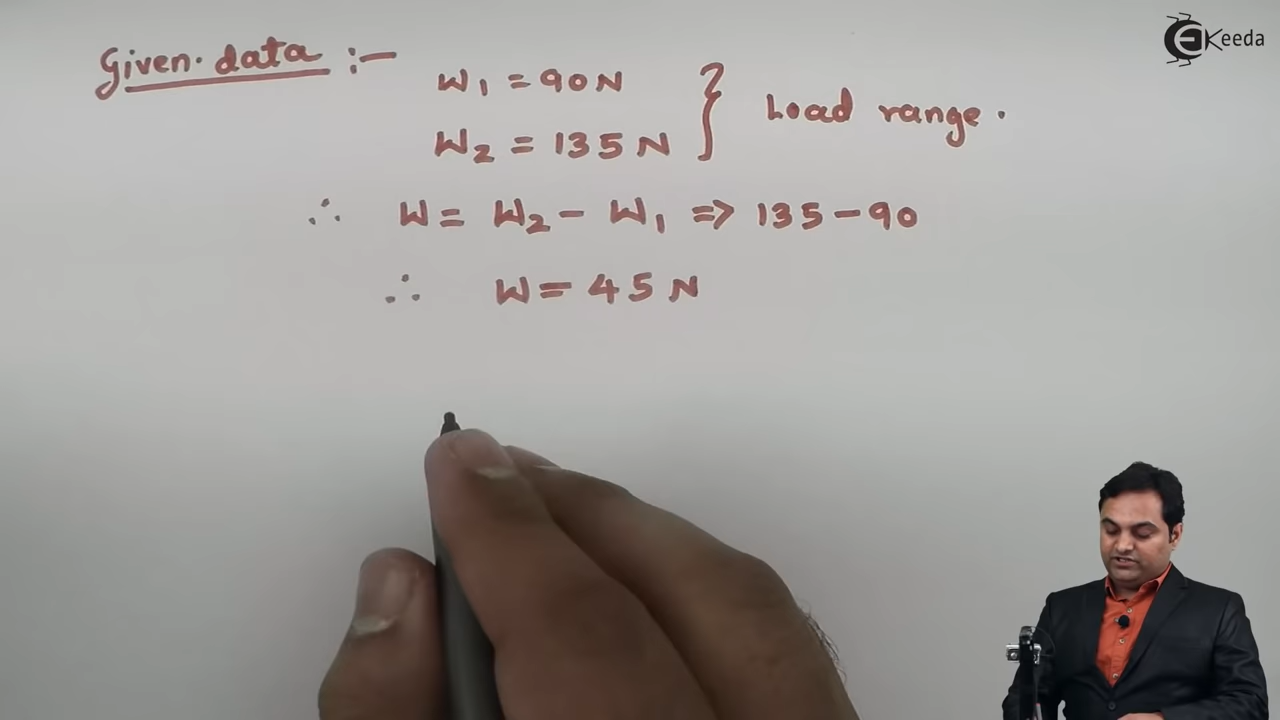 Ekeeda
Given data :-
W1 = 90N
W2 = 135 N } Load range.
∴ W = W2 - W1 => 135 - 90
∴ W = 45 N